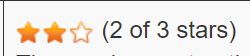 (2 of 3 stars)